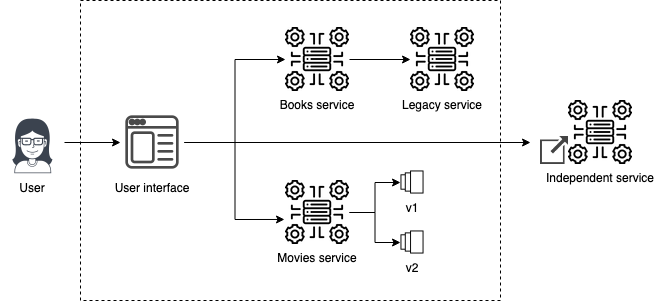 Books service
Legacy service
User
User interface
Independent service
v1
Movies service
v2